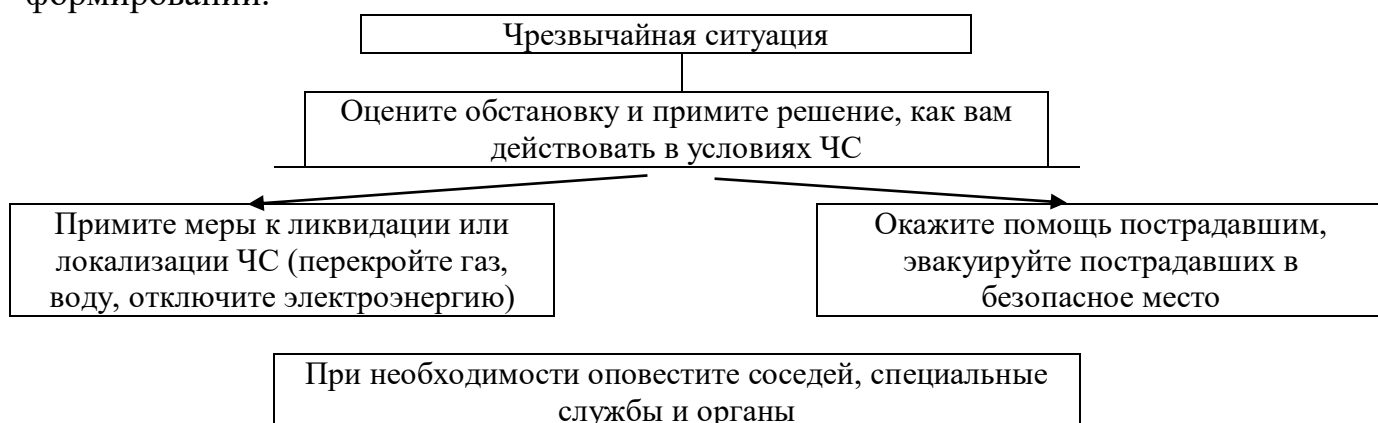 Чрезвычайная ситуация
Оцените обстановку и примите решение, как вам
действовать в условиях ЧС
Примите меры к ликвидации или
локализации ЧС (перекройте газ,
воду, отключите электроэнергию)
Окажите помощь пострадавшим,
эвакуируйте пострадавших в
безопасное место
При необходимости оповестите соседей, специальные
службы и органы